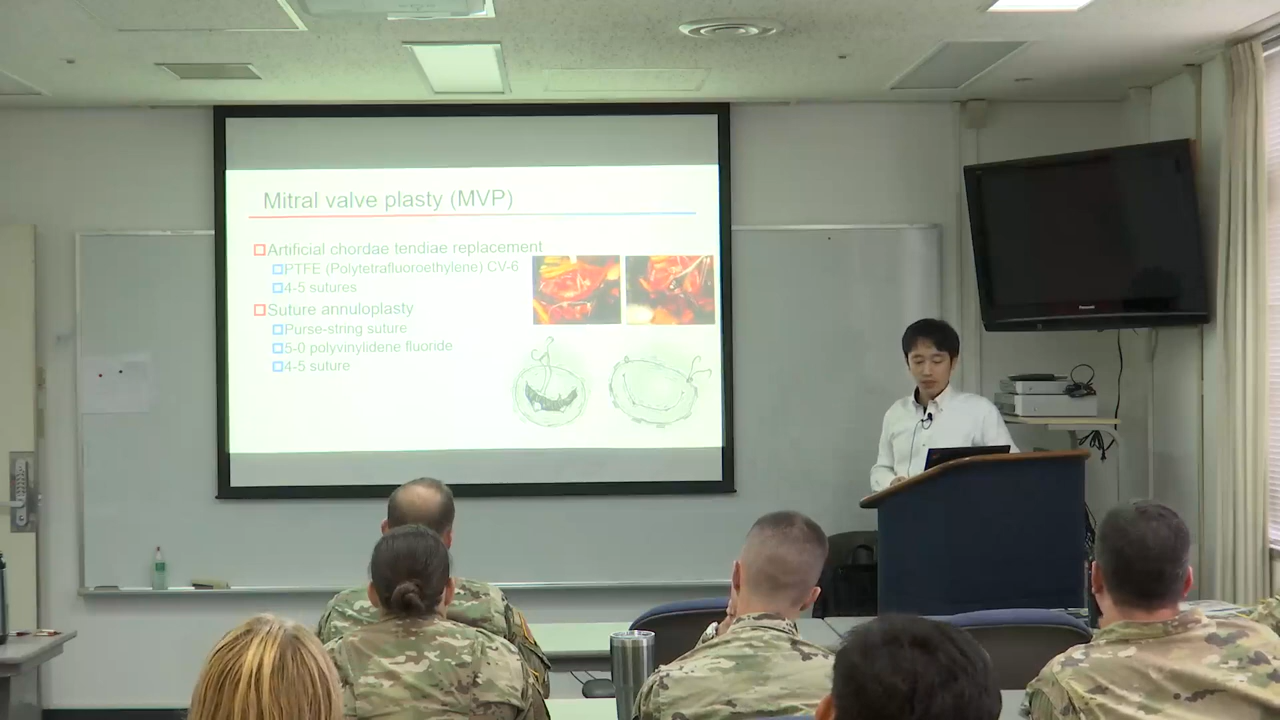 Mitral valve plasty (MVP)
Artificial chordae tendiae replacement
PTFE (Polytetrafluoroethylene) CV-6
4-5 sutures
Suture annuloplasty
Purse-string suture
5-0 polyvinylidene fluoride
4-5 suture
Panasonic